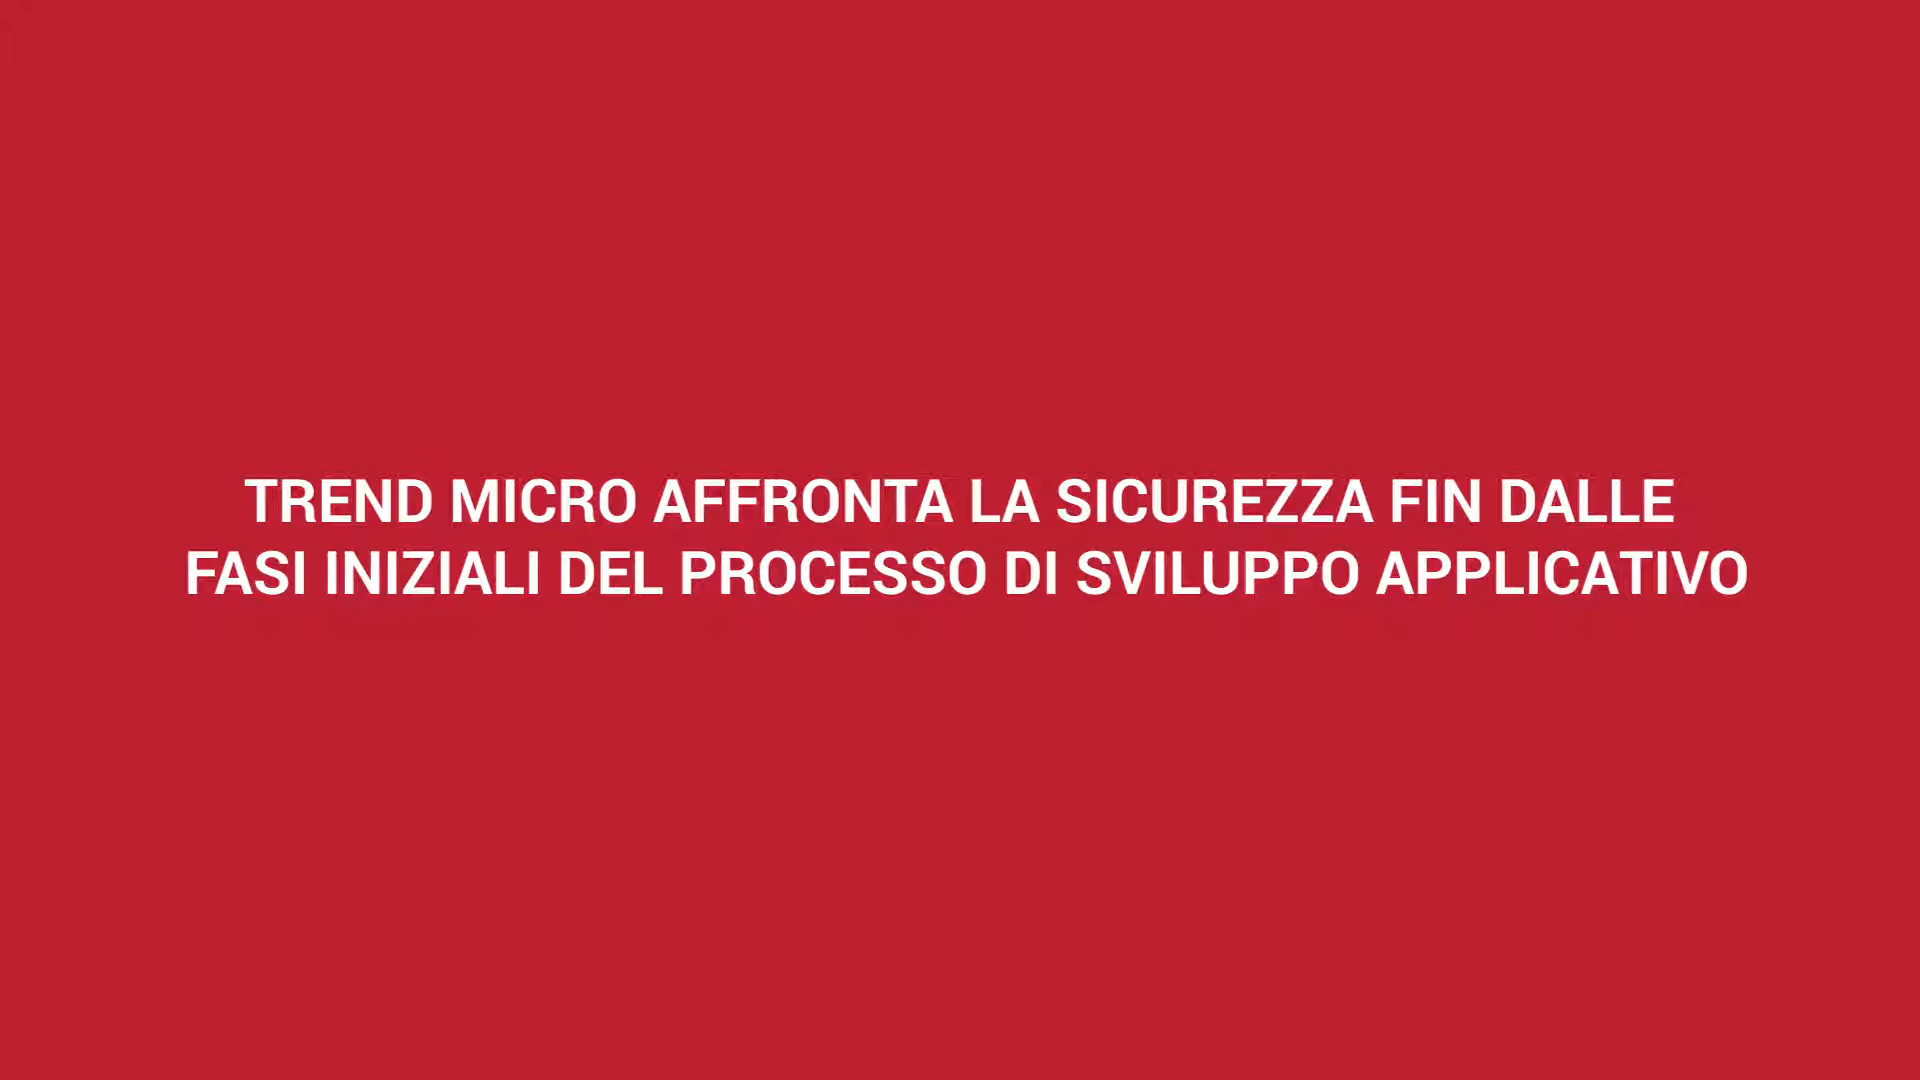 TREND MICRO AFFRONTA LA SICUREZZA FIN DALLE
FASI INIZIALI DEL PROCESSO DI SVILUPPO APPLICATIVO